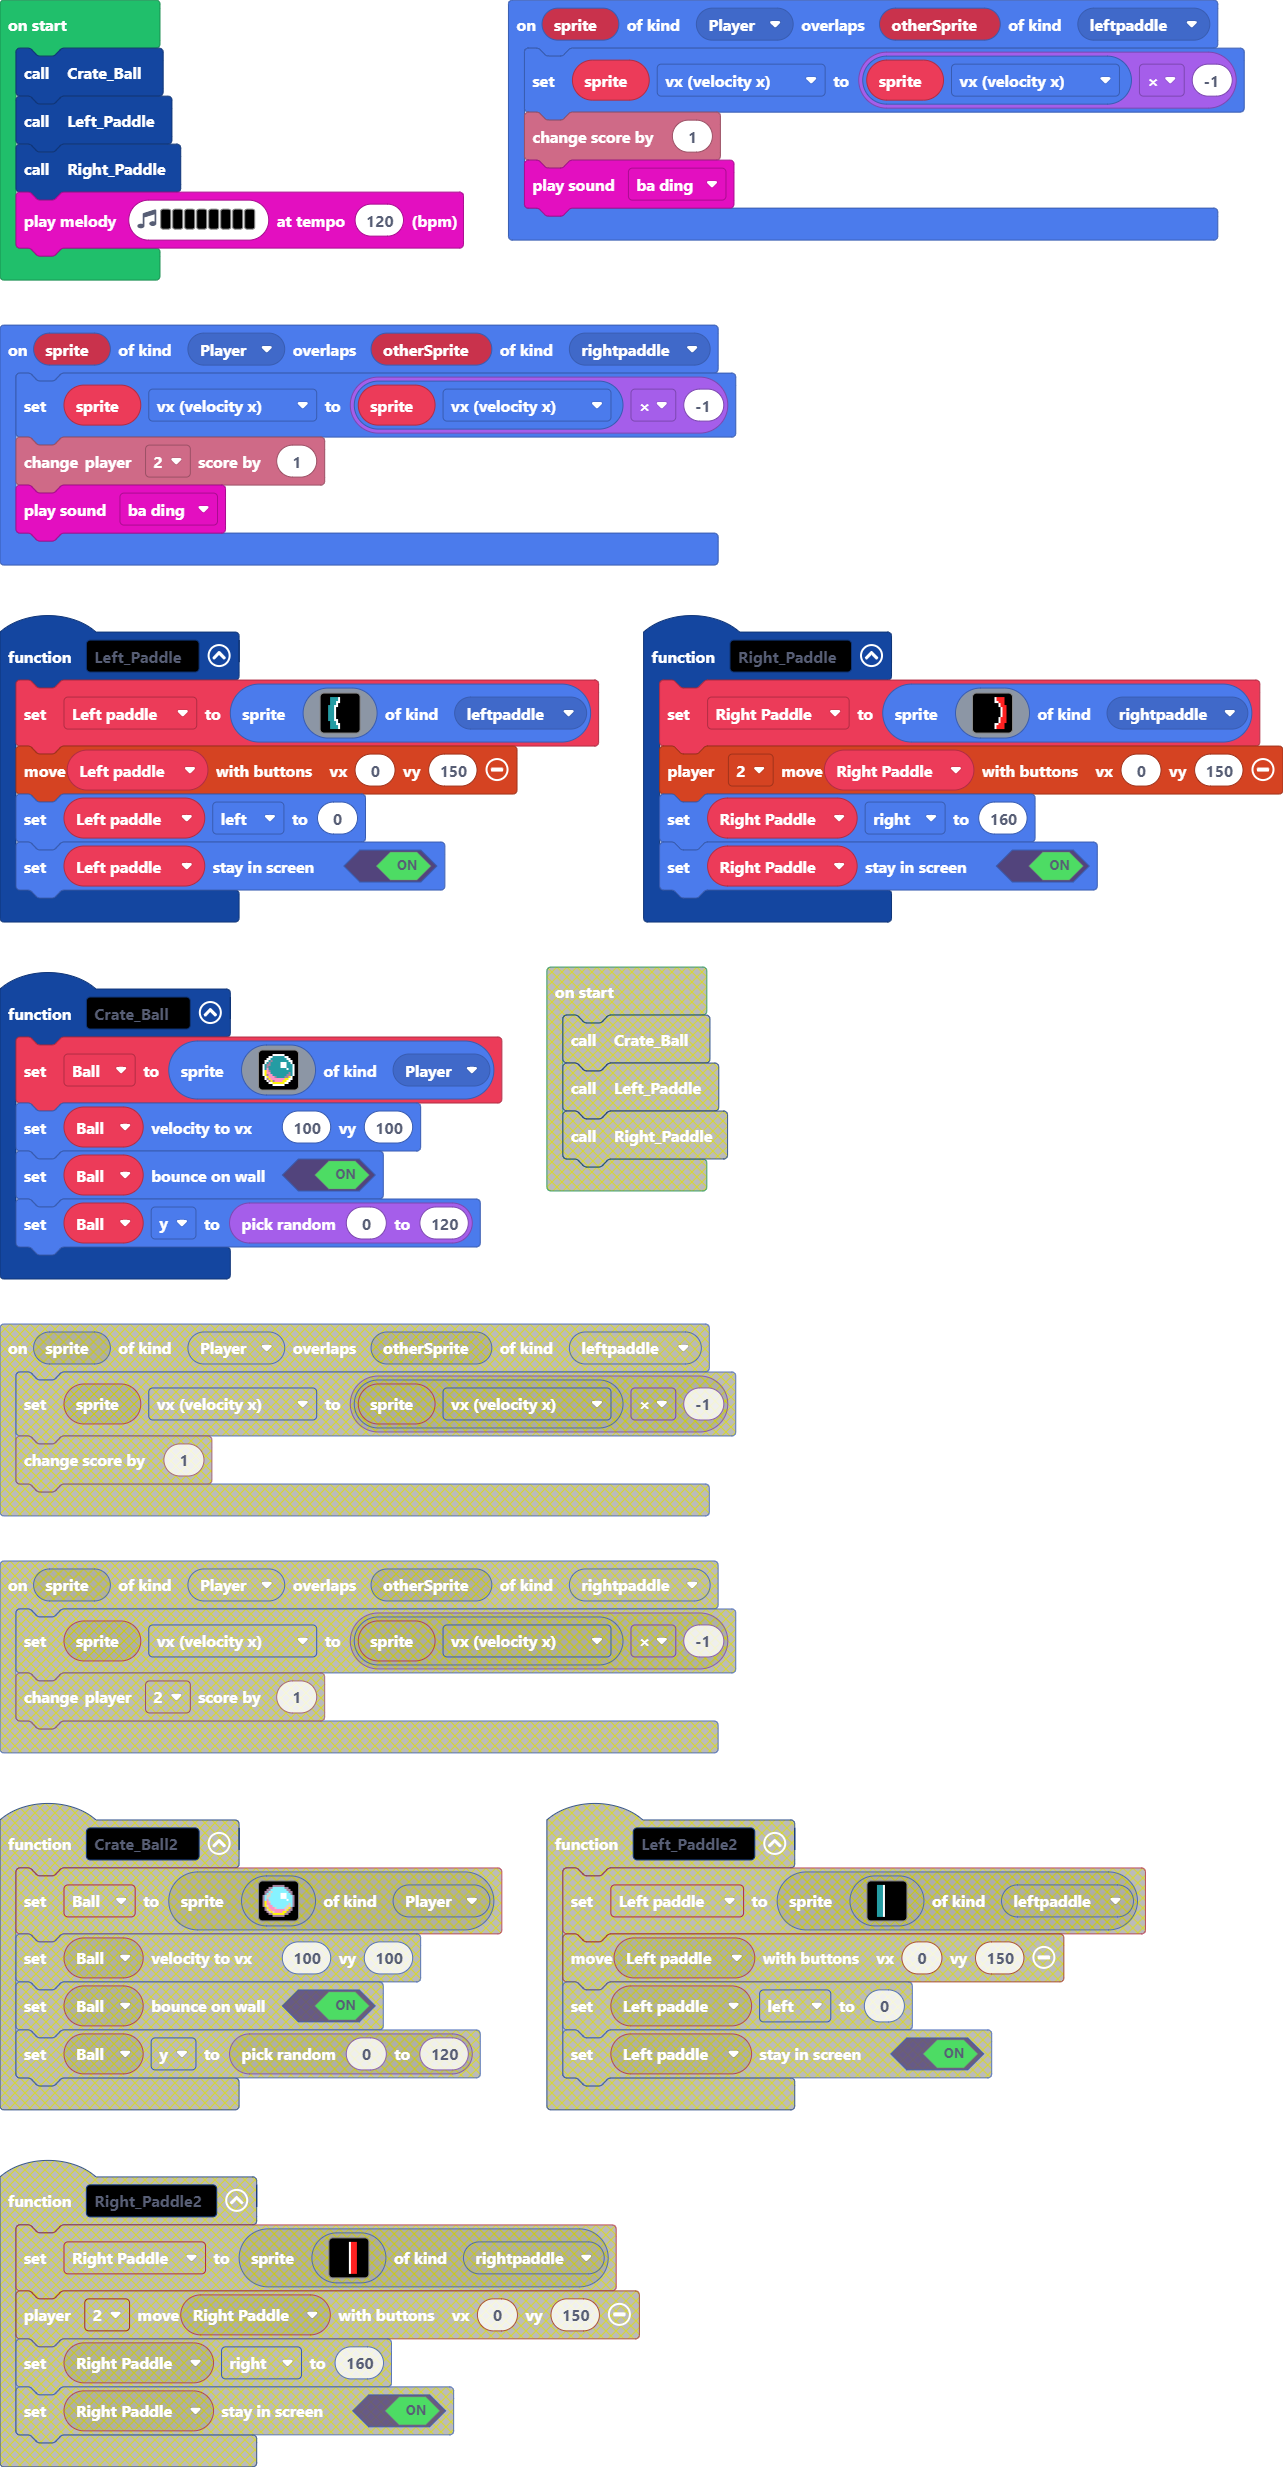 on start
call Crate_Ball
call Left_Paddle
call Right_Paddle
play melody at tempo 120 (bpm)
on sprite of kind Player overlaps otherSprite of kind leftpaddle
set sprite vx (velocity x) to sprite vx (velocity x) × -1
change score by 1
play sound ba ding
on sprite of kind Player overlaps otherSprite of kind rightpaddle
set sprite vx (velocity x) to sprite vx (velocity x) × -1
change player 2 score by 1
play sound ba ding
function Left_Paddle
set Left paddle to sprite of kind leftpaddle
move Left paddle with buttons vx 0 vy 150
set Left paddle left to 0
set Left paddle stay in screen ON
function Right_Paddle
set Right Paddle to sprite of kind rightpaddle
player 2 move Right Paddle with buttons vx 0 vy 150
set Right Paddle right to 160
set Right Paddle stay in screen ON
function Crate_Ball
set Ball to sprite of kind Player
set Ball velocity to vx 100 vy 100
set Ball bounce on wall ON
set Ball y to pick random 0 to 120
on start
call Crate_Ball
call Left_Paddle
call Right_Paddle
on sprite of kind Player overlaps otherSprite of kind leftpaddle
set sprite vx (velocity x) to sprite vx (velocity x) × -1
change score by 1
on sprite of kind Player overlaps otherSprite of kind rightpaddle
set sprite vx (velocity x) to sprite vx (velocity x) × -1
change player 2 score by 1
function Crate_Ball2
set Ball to sprite of kind Player
set Ball velocity to vx 100 vy 100
set Ball bounce on wall ON
set Ball y to pick random 0 to 120
function Left_Paddle2
set Left paddle to sprite of kind leftpaddle
move Left paddle with buttons vx 0 vy 150
set Left paddle left to 0
set Left paddle stay in screen ON
function Right_Paddle2
set Right Paddle to sprite of kind rightpaddle
player 2 move Right Paddle with buttons vx 0 vy 150
set Right Paddle right to 160
set Right Paddle stay in screen ON